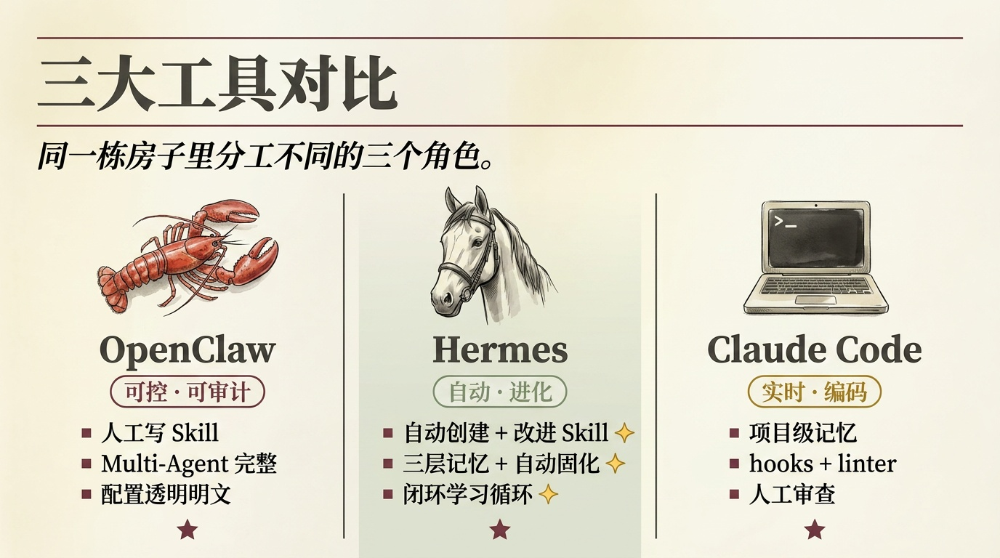 三大工具对比
同一栋房子里分工不同的三个角色。
>_
OpenClaw
可控·可审计
人工写 Skill
Multi-Agent 完整
配置透明明文
Hermes
自动·进化
自动创建 + 改进 Skill
三层记忆 + 自动固化
闭环学习循环
Claude Code
实时·编码
项目级记忆
hooks + linter
人工审查